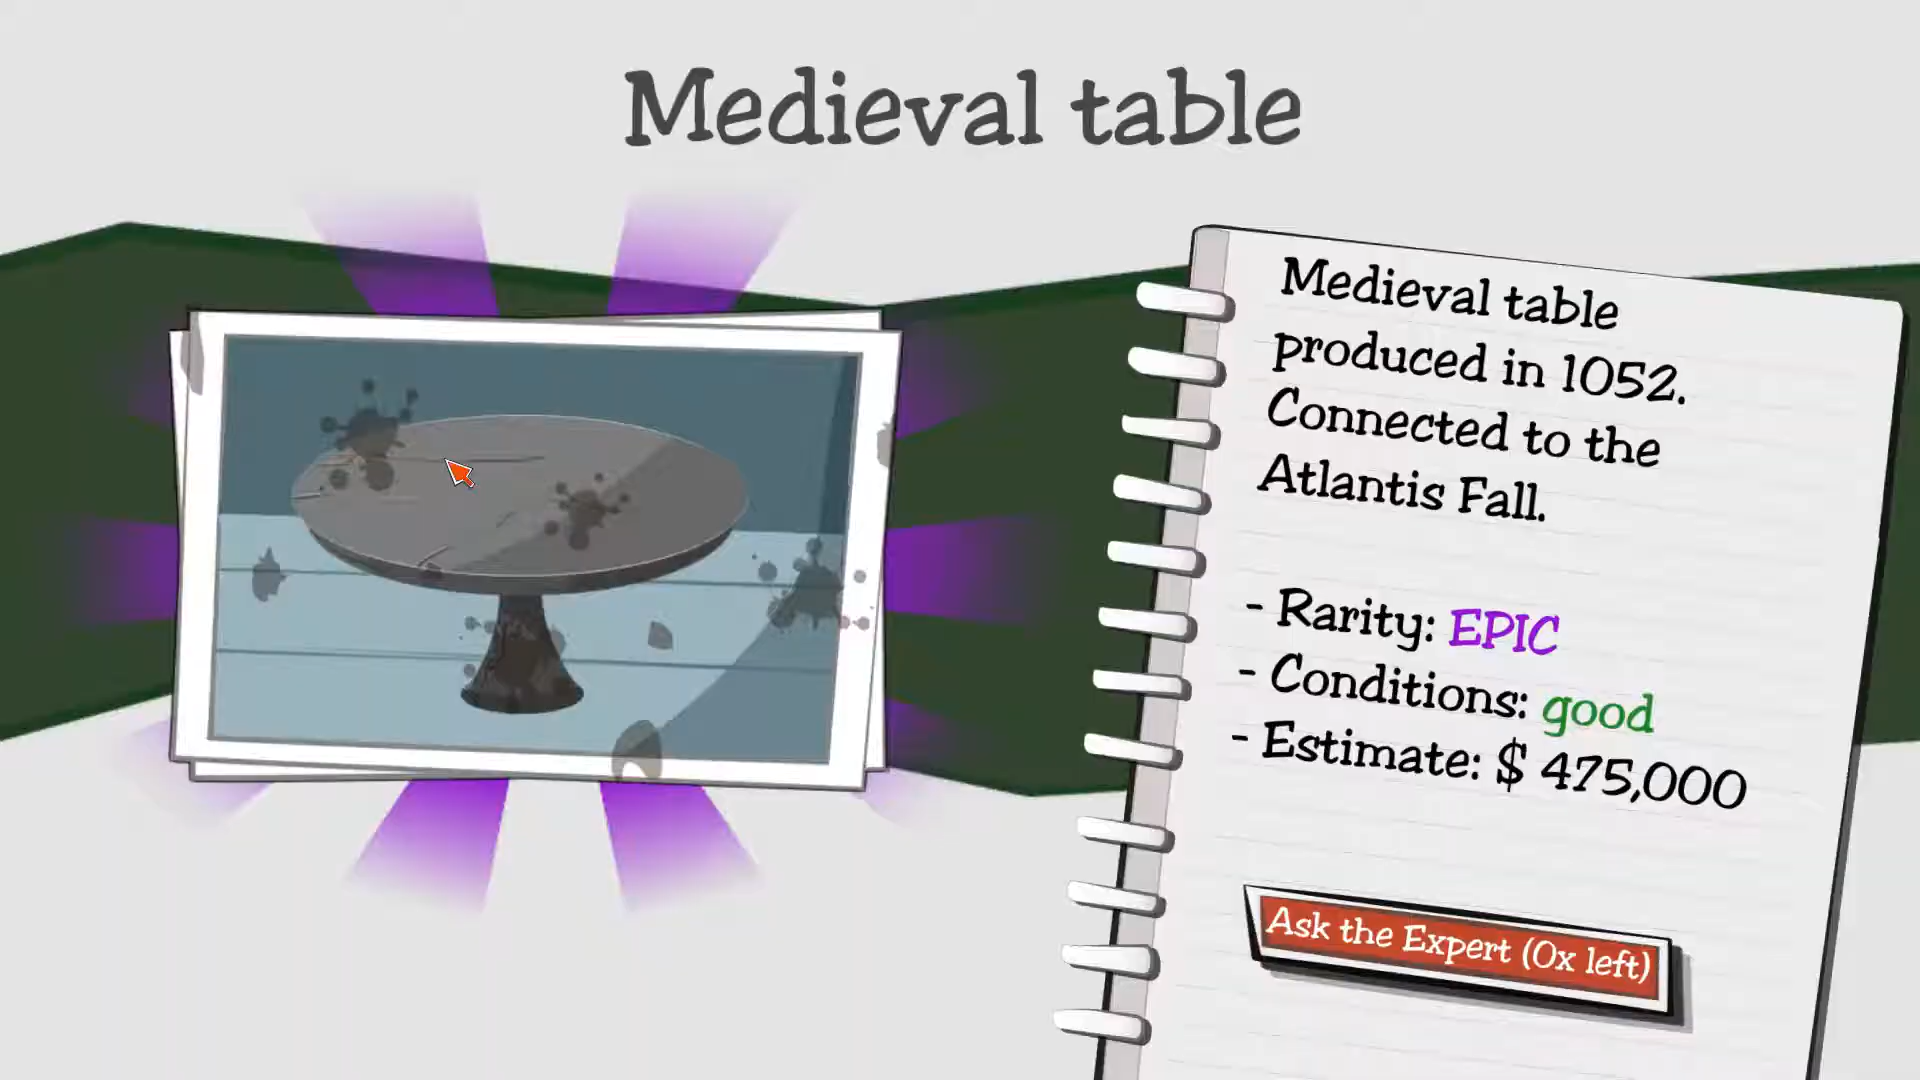 Medieval table
Medieval table
produced in 1052.
Connected to the
Atlantis Fall.
- Rarity: EPIC
- Conditions: good
- Estimate: $ 475,000
Ask the Expert (0x left)